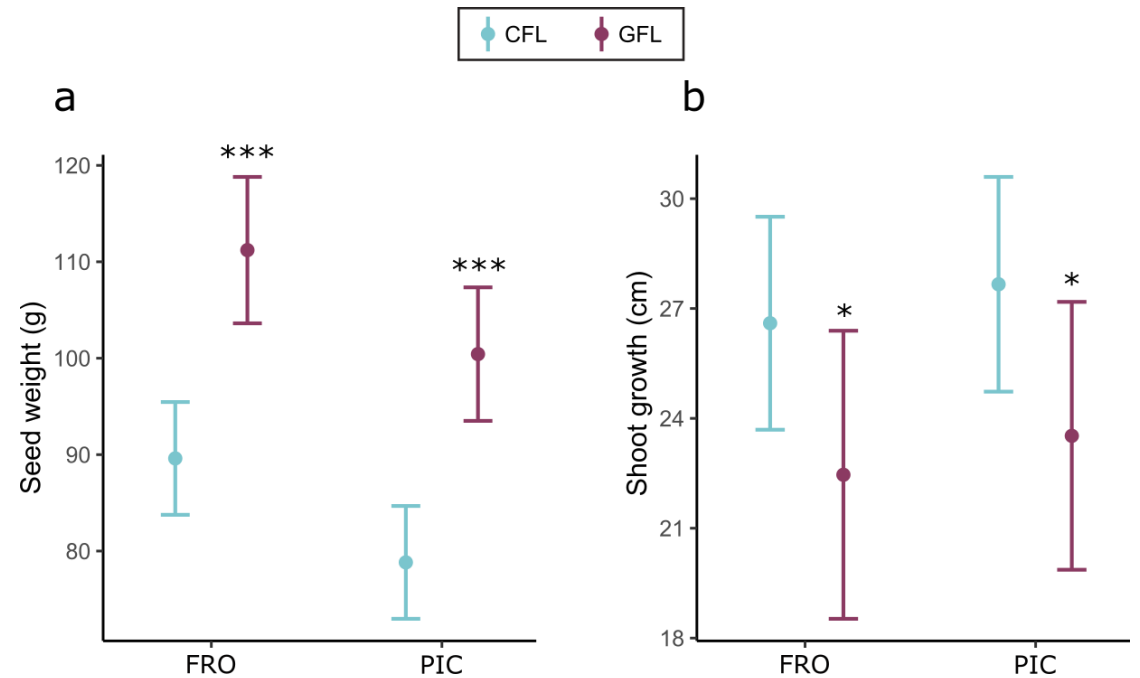 CFL GFL
a
Seed weight (g)
120
110
100
90
80
***
***
FRO PIC
b
Shoot growth (cm)
30
27
24
21
18
*
*
FRO PIC